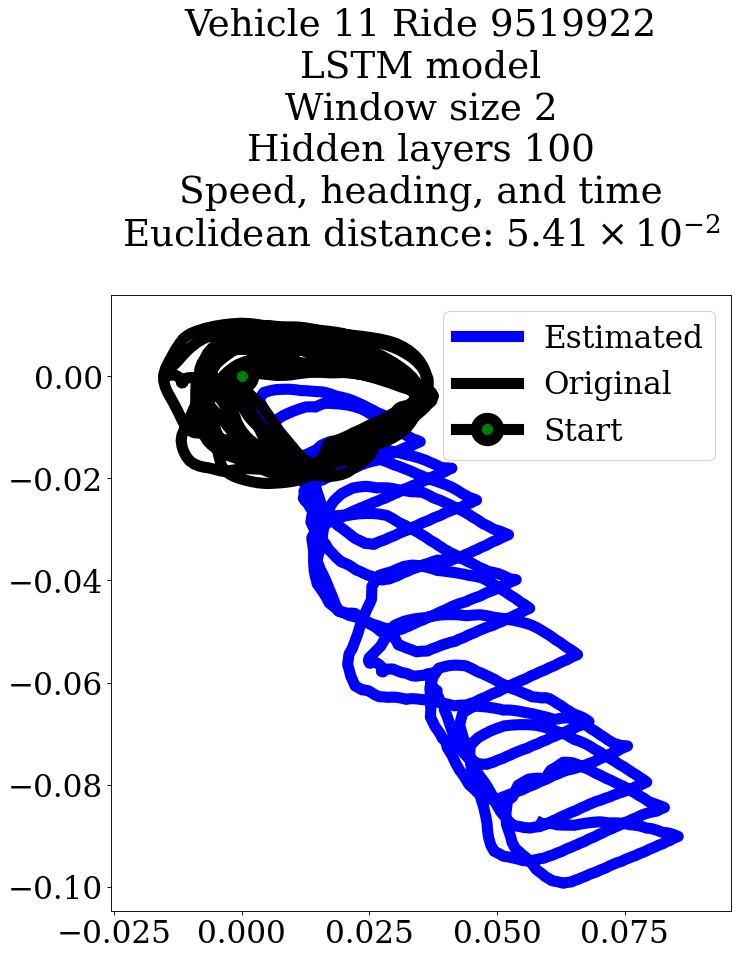 Vehicle 11 Ride 9519922
LSTM model
Window size 2
Hidden layers 100
Speed, heading, and time
Euclidean distance: 5.41 × 10⁻²
Estimated
Original
Start
0.00
−0.02
−0.04
−0.06
−0.08
−0.10
−0.025 0.000 0.025 0.050 0.075